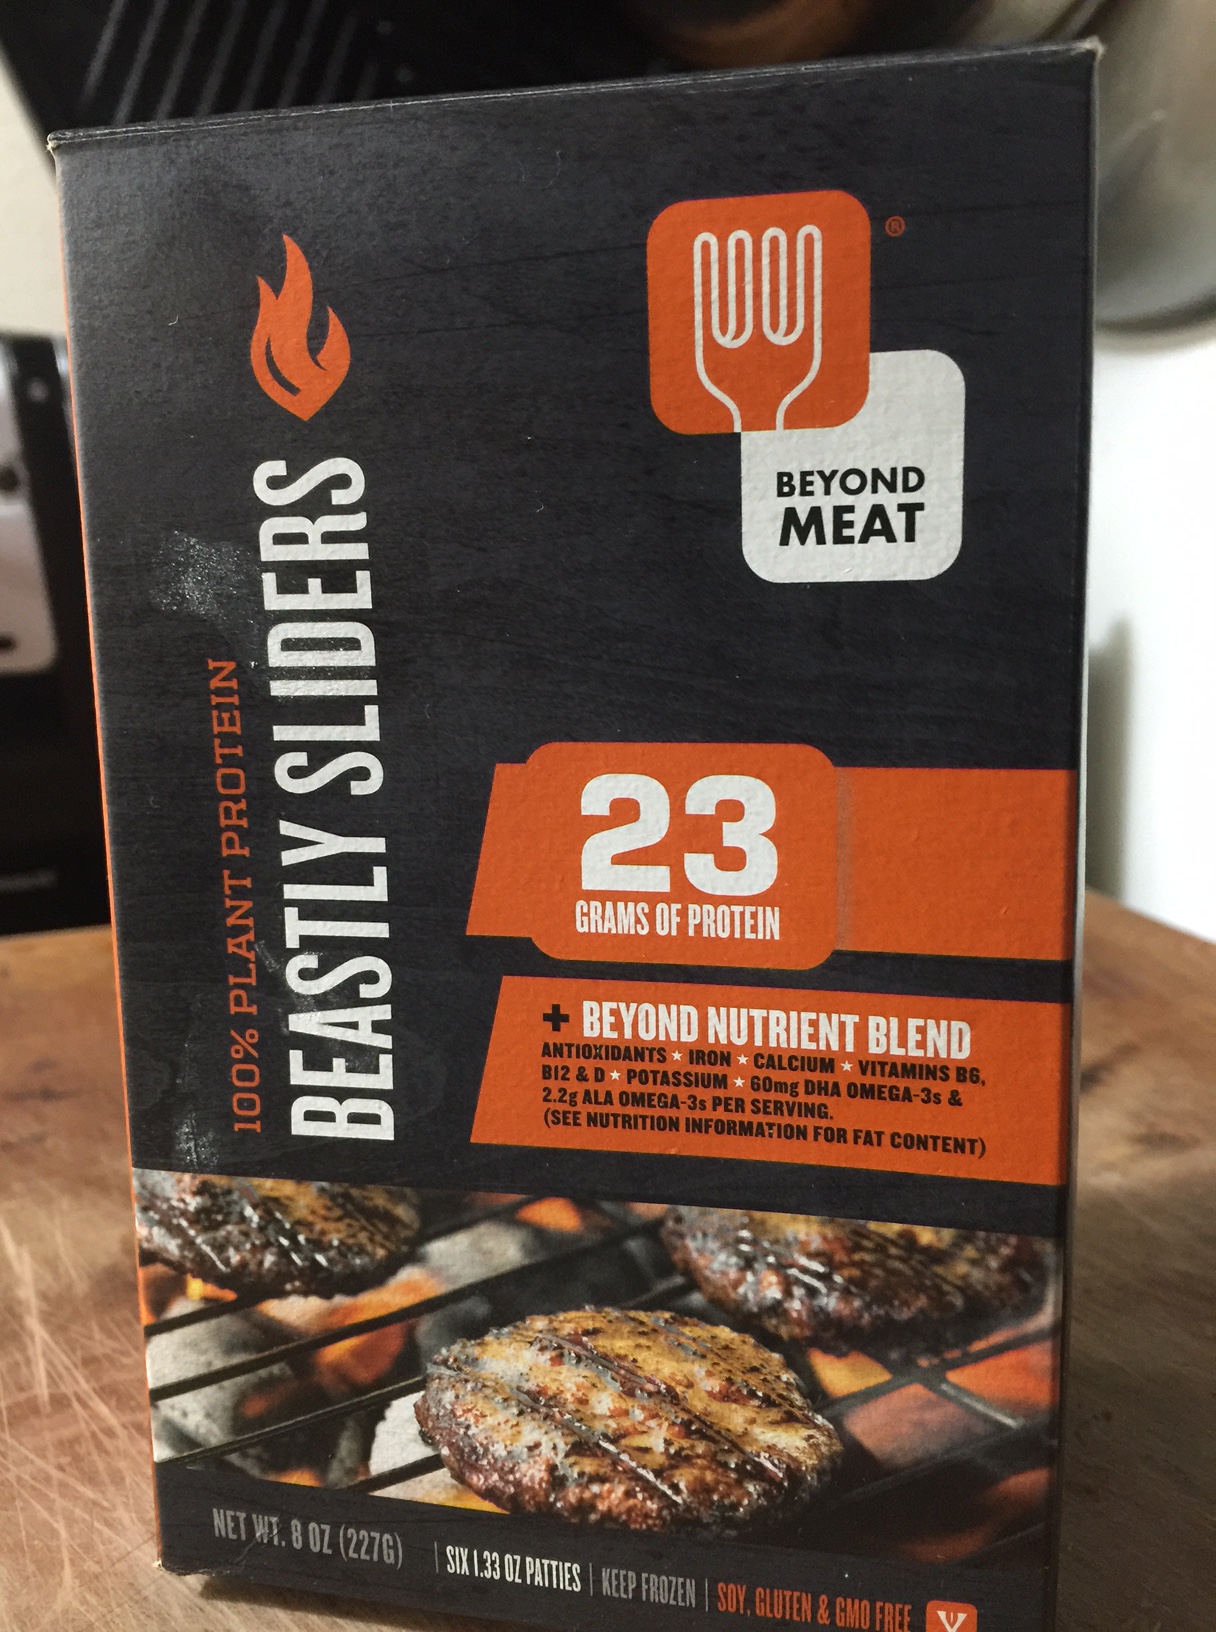 ®
BEYOND
MEAT
100% PLANT PROTEIN
BEASTLY SLIDERS
23
GRAMS OF PROTEIN
+ BEYOND NUTRIENT BLEND
ANTIOXIDANTS ★ IRON ★ CALCIUM ★ VITAMINS B6,
B12 & D ★ POTASSIUM ★ 60mg DHA OMEGA-3s &
2.2g ALA OMEGA-3s PER SERVING.
(SEE NUTRITION INFORMATION FOR FAT CONTENT)
NET WT. 8 OZ (227G) | SIX 1.33 OZ PATTIES | KEEP FROZEN | SOY, GLUTEN & GMO FREE
V